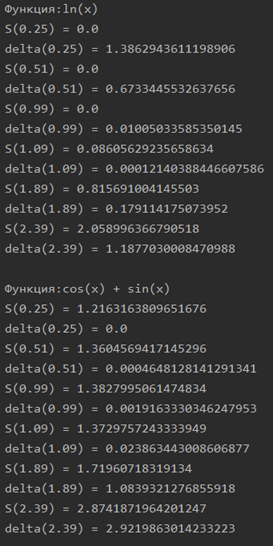 Функция:ln(x)
S(0.25) = 0.0
delta(0.25) = 1.3862943611198906
S(0.51) = 0.0
delta(0.51) = 0.6733445532637656
S(0.99) = 0.0
delta(0.99) = 0.01005033585350145
S(1.09) = 0.08605629235658634
delta(1.09) = 0.00012140388446607586
S(1.89) = 0.815691004145503
delta(1.89) = 0.179114175073952
S(2.39) = 2.058996366790518
delta(2.39) = 1.1877030008470988
Функция:cos(x) + sin(x)
S(0.25) = 1.2163163809651676
delta(0.25) = 0.0
S(0.51) = 1.3604569417145296
delta(0.51) = 0.0004648128141291341
S(0.99) = 1.3827995061474834
delta(0.99) = 0.0019163330346247953
S(1.09) = 1.3729757243333949
delta(1.09) = 0.023863443008606877
S(1.89) = 1.71960718319134
delta(1.89) = 1.0839321276855918
S(2.39) = 2.8741871964201247
delta(2.39) = 2.9219863014233223